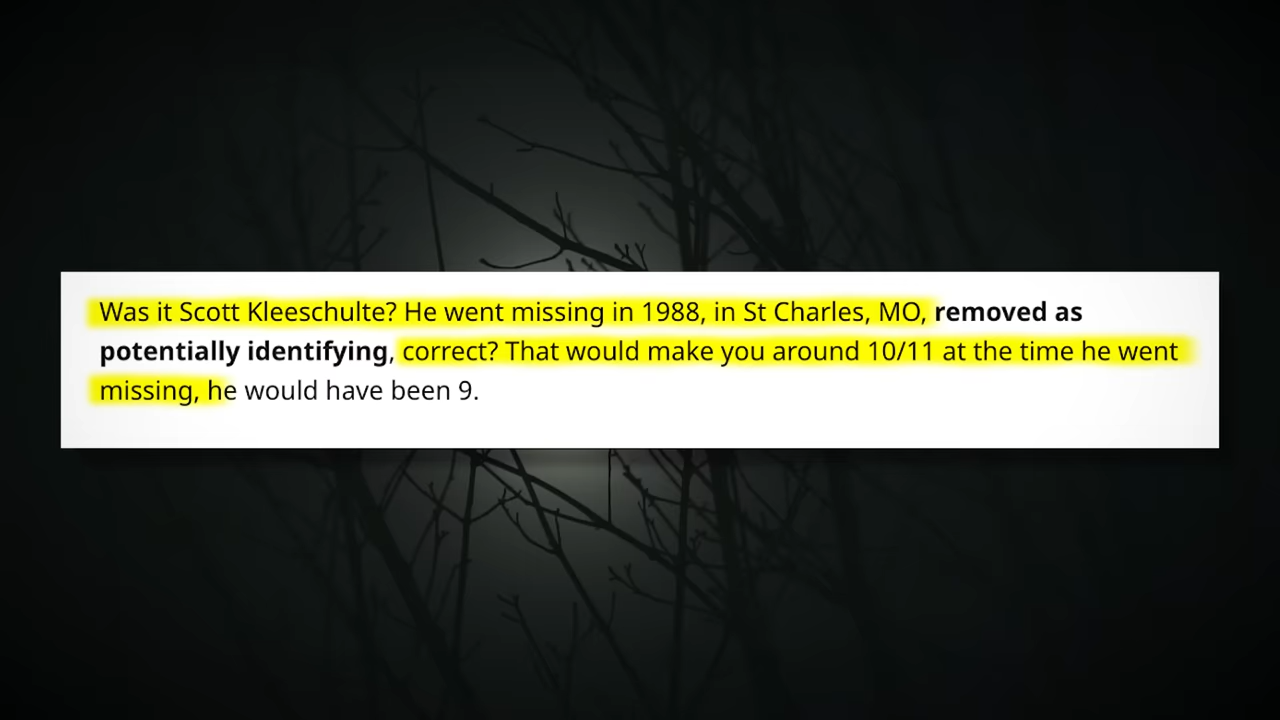 Was it Scott Kleeschulte? He went missing in 1988, in St Charles, MO, removed as
potentially identifying, correct? That would make you around 10/11 at the time he went
missing, he would have been 9.